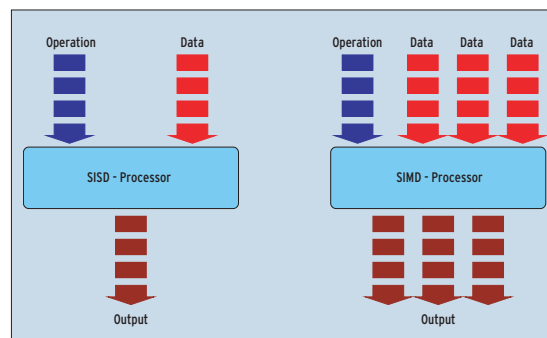 Operation Data
SISD - Processor
Output
Operation Data Data Data
SIMD - Processor
Output